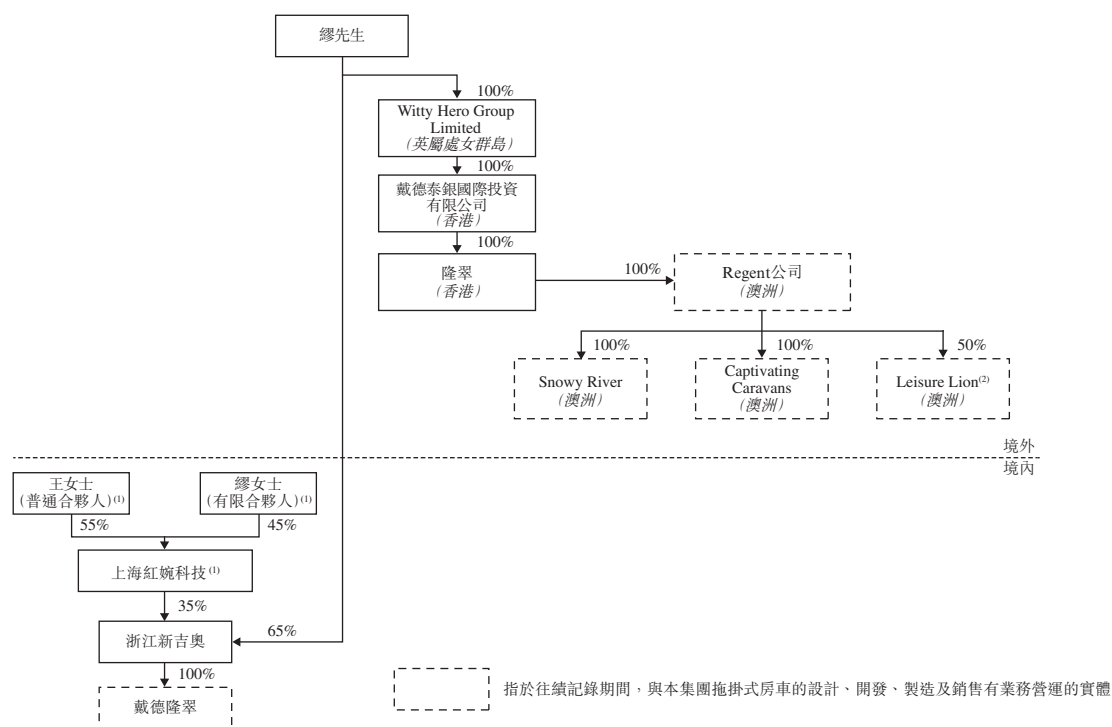 繆先生
100%
Witty Hero Group
Limited
(英屬處女群島)
100%
戴德泰銀國際投資
有限公司
(香港)
100%
隆翠
(香港)
100%
Regent公司
(澳洲)
100%
100%
50%
Snowy River
(澳洲)
Captivating
Caravans
(澳洲)
Leisure Lion(2)
(澳洲)
境外
境內
王女士
(普通合夥人)(1)
繆女士
(有限合夥人)(1)
55%
45%
上海紅婉科技(1)
35%
浙江新吉奧
65%
100%
戴德隆翠
指於往績記錄期間，與本集團拖掛式房車的設計、開發、製造及銷售有業務營運的實體